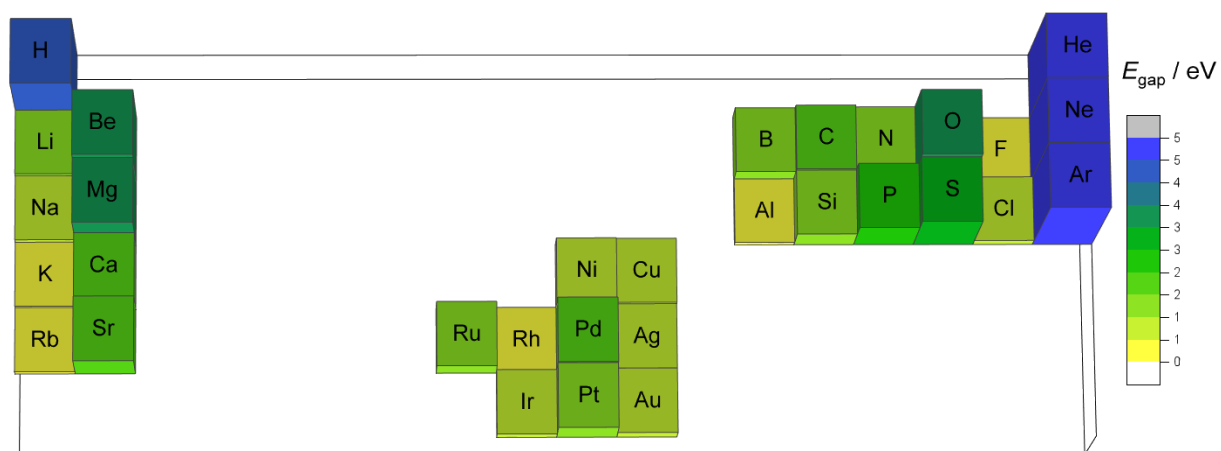 H He
E_gap / eV
Be B C N O F Ne
Li
Na Mg Al Si P S Cl Ar
K Ca Ni Cu
Rb Sr Ru Rh Pd Ag
Ir Pt Au
5
5
4
4
3
3
2
2
1
1
0